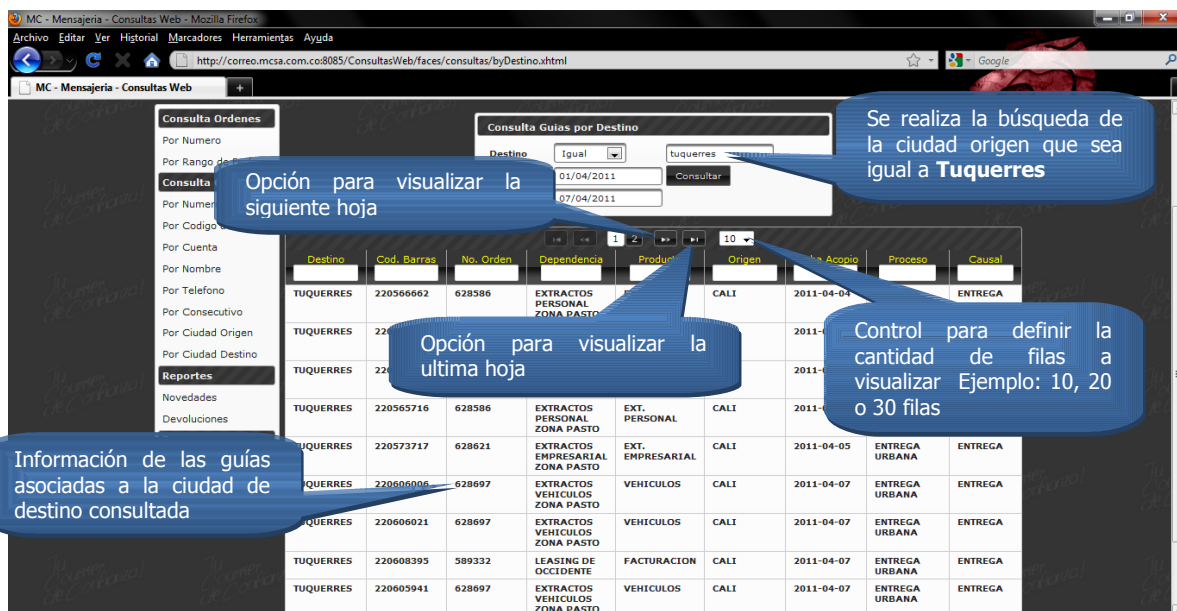 MC - Mensajeria - Consultas Web - Mozilla Firefox
Archivo Editar Ver Historial Marcadores Herramientas Ayuda
http://correo.mcsa.com.co:8085/ConsultasWeb/faces/consultas/byDestino.xhtml
Google
MC - Mensajeria - Consultas Web
Consulta Ordenes
Por Numero
Por Rango de
Consulta
Por Numero
Por Codigo
Por Cuenta
Por Nombre
Por Telefono
Por Consecutivo
Por Ciudad Origen
Por Ciudad Destino
Reportes
Novedades
Devoluciones
Consulta Guias por Destino
Destino Igual tuquerres
01/04/2011 Consultar
07/04/2011
Se realiza la búsqueda de
la ciudad origen que sea
igual a Tuquerres
Opción para visualizar la
siguiente hoja
1 2 10
Destino Cod. Barras No. Orden Dependencia Product Origen Acopio Proceso Causal
TUQUERRES 220566662 628586 EXTRACTOS CALI 2011-04-04 ENTREGA
PERSONAL
ZONA PASTO
TUQUERRES 2011-
TUQUERRES 2011-
Opción para visualizar la
ultima hoja
Control para definir la
cantidad de filas a
visualizar Ejemplo: 10, 20
o 30 filas
TUQUERRES 220565716 628586 EXTRACTOS EXT. CALI 2011-
PERSONAL PERSONAL
ZONA PASTO
Información de las guías
asociadas a la ciudad de
destino consultada
TUQUERRES 220573717 628621 EXTRACTOS EXT. CALI 2011-04-05 ENTREGA ENTREGA
EMPRESARIAL EMPRESARIAL URBANA
ZONA PASTO
UQUERRES 220606006 628697 EXTRACTOS VEHICULOS CALI 2011-04-07 ENTREGA ENTREGA
VEHICULOS URBANA
ZONA PASTO
TUQUERRES 220606021 628697 EXTRACTOS VEHICULOS CALI 2011-04-07 ENTREGA ENTREGA
VEHICULOS URBANA
ZONA PASTO
TUQUERRES 220608395 589332 LEASING DE FACTURACION CALI 2011-04-07 ENTREGA ENTREGA
OCCIDENTE URBANA
TUQUERRES 220605941 628697 EXTRACTOS VEHICULOS CALI 2011-04-07 ENTREGA ENTREGA
VEHICULOS URBANA
ZONA PASTO